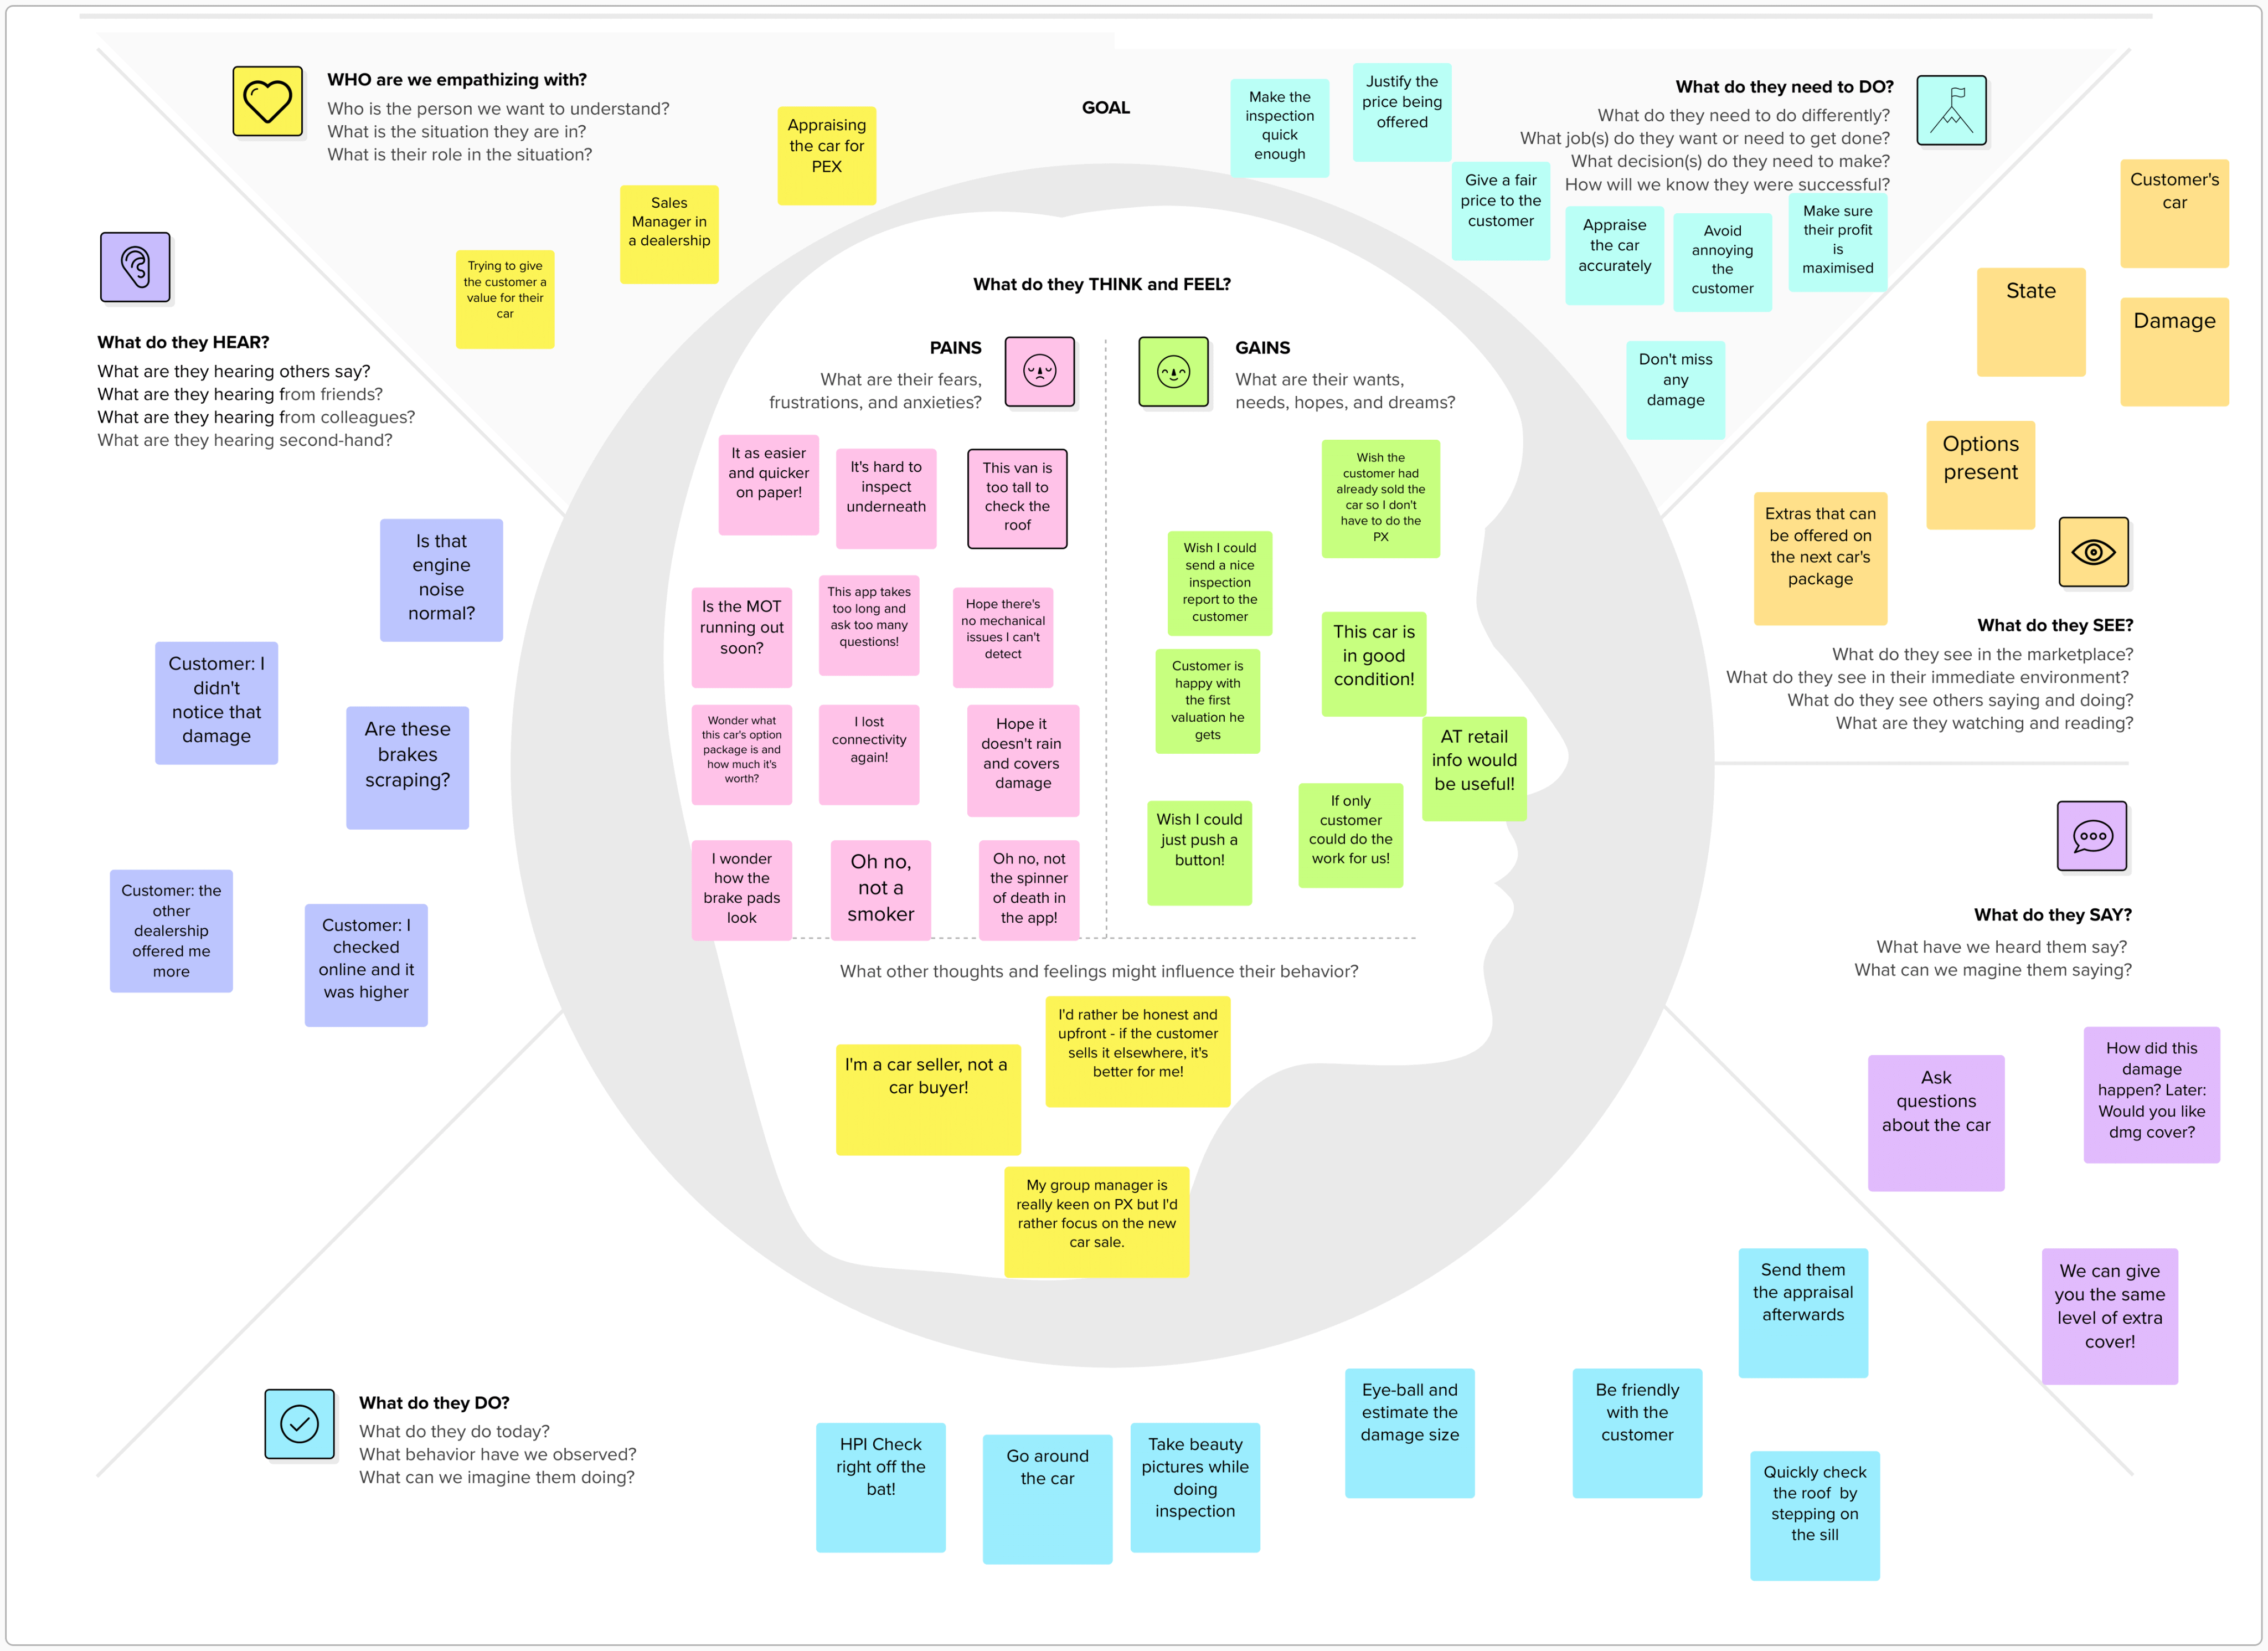 WHO are we empathizing with?
Who is the person we want to understand?
What is the situation they are in?
What is their role in the situation?
Appraising
the car for
PEX
Sales
Manager in
a dealership
Trying to give
the customer a
value for their
car
GOAL
Make the
inspection
quick
enough
Justify the
price being
offered
Give a fair
price to the
customer
Appraise
the car
accurately
Avoid
annoying
the
customer
Make sure
their profit
is
maximised
Don't miss
any
damage
What do they need to DO?
What do they need to do differently?
What job(s) do they want or need to get done?
What decision(s) do they need to make?
How will we know they were successful?
Customer's
car
State
Damage
Options
present
Extras that can
be offered on
the next car's
package
What do they SEE?
What do they see in the marketplace?
What do they see in their immediate environment?
What do they see others saying and doing?
What are they watching and reading?
What do they HEAR?
What are they hearing others say?
What are they hearing from friends?
What are they hearing from colleagues?
What are they hearing second-hand?
Is that
engine
noise
normal?
Customer: I
didn't
notice that
damage
Are these
brakes
scraping?
Customer: the
other
dealership
offered me
more
Customer: I
checked
online and it
was higher
What do they THINK and FEEL?
PAINS
What are their fears,
frustrations, and anxieties?
It as easier
and quicker
on paper!
It's hard to
inspect
underneath
This van is
too tall to
check the
roof
Is the MOT
running out
soon?
This app takes
too long and
ask too many
questions!
Hope there's
no mechanical
issues I can't
detect
Wonder what
this car's option
package is and
how much it's
worth?
I lost
connectivity
again!
Hope it
doesn't rain
and covers
damage
I wonder
how the
brake pads
look
Oh no,
not a
smoker
Oh no, not
the spinner
of death in
the app!
GAINS
What are their wants,
needs, hopes, and dreams?
Wish the
customer had
already sold the
car so I don't
have to do the
PX
Wish I could
send a nice
inspection
report to the
customer
This car is
in good
condition!
Customer is
happy with
the first
valuation he
gets
AT retail
info would
be useful!
Wish I could
just push a
button!
If only
customer
could do the
work for us!
What other thoughts and feelings might influence their behavior?
I'd rather be honest and
upfront - if the customer
sells it elsewhere, it's
better for me!
I'm a car seller, not a
car buyer!
My group manager is
really keen on PX but I'd
rather focus on the new
car sale.
What do they SAY?
What have we heard them say?
What can we magine them saying?
Ask
questions
about the car
How did this
damage
happen? Later:
Would you like
dmg cover?
We can give
you the same
level of extra
cover!
What do they DO?
What do they do today?
What behavior have we observed?
What can we imagine them doing?
HPI Check
right off the
bat!
Go around
the car
Take beauty
pictures while
doing
inspection
Eye-ball and
estimate the
damage size
Be friendly
with the
customer
Send them
the appraisal
afterwards
Quickly check
the roof by
stepping on
the sill